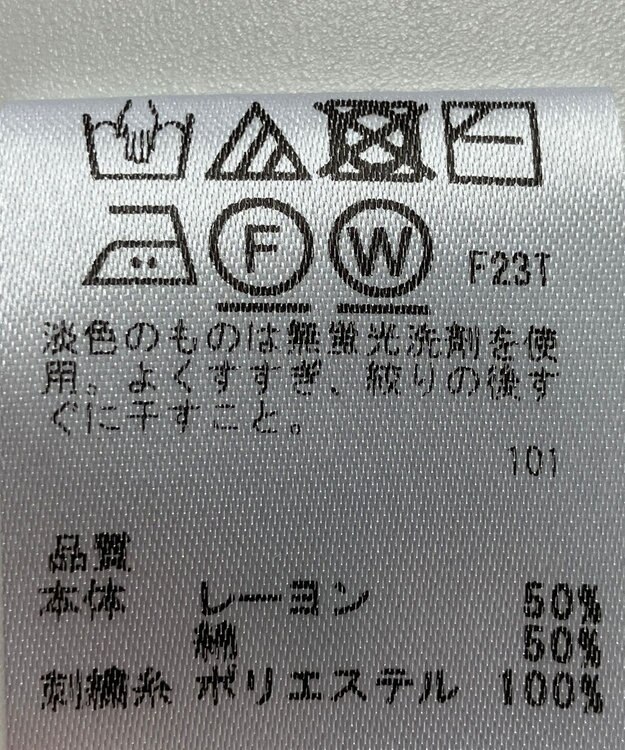 F W F23T
淡色のものは無蛍光洗剤を使
用。よくすすぎ、絞りの後す
ぐに干すこと。
101
品質
本体 レーヨン 50%
綿 50%
刺繍糸 ポリエステル 100%